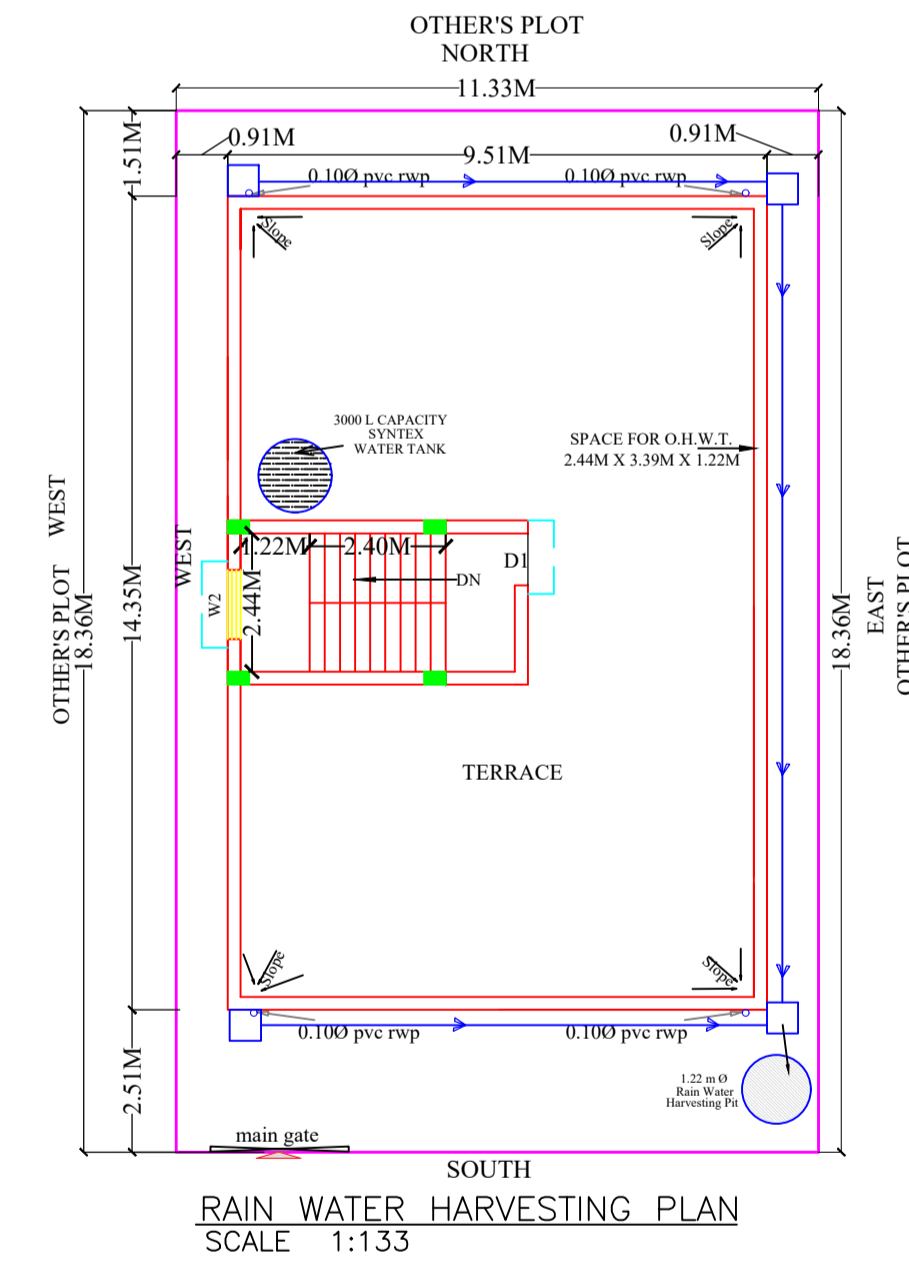 OTHER'S PLOT
NORTH
11.33M
0.91M
0.91M
9.51M
1.51M
0.10Ø pvc rwp
0.10Ø pvc rwp
Slope
Slope
3000 L CAPACITY
SYNTEX
WATER TANK
SPACE FOR O.H.W.T.
2.44M X 3.39M X 1.22M
OTHER'S PLOT WEST
18.36M
14.35M
WEST
W2
1.22M
2.40M
2.44M
DN
D1
18.36M
EAST
TERRACE
Slope
Slope
0.10Ø pvc rwp
0.10Ø pvc rwp
2.51M
1.22 m Ø
Rain Water
Harvesting Pit
main gate
SOUTH
RAIN WATER HARVESTING PLAN
SCALE 1:133